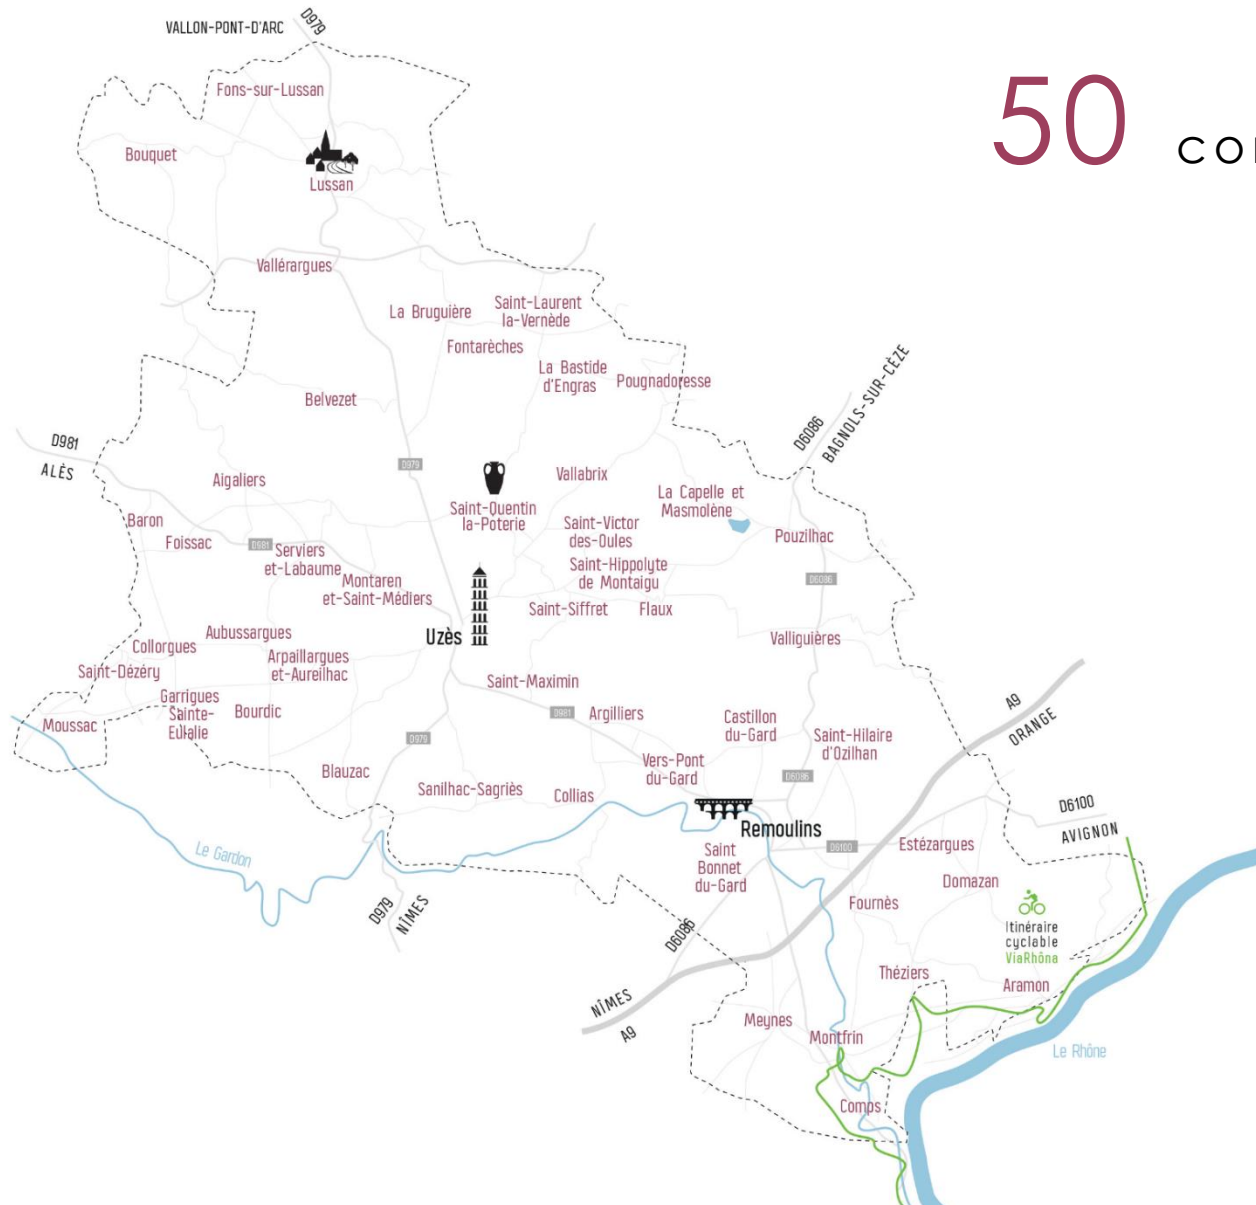 D979
VALLON-PONT-D'ARC
50
Fons-sur-Lussan
Bouquet
Lussan
Vallérargues
La Bruguière
Saint-Laurent
la-Vernède
Fontarèches
La Bastide
d'Engras
Pougnadoresse
Belvezet
BAGNOLS-SUR-CÈZE
D6086
D981
ALÈS
D979
Aigaliers
Vallabrix
La Capelle et
Masmolène
Saint-Quentin
la-Poterie
Baron
Foissac
D981
Serviers
et-Labaume
Saint-Victor
des-Oules
Pouzilhac
Saint-Hippolyte
de Montaigu
Montaren
et-Saint-Médiers
D6086
Saint-Siffret
Flaux
Uzès
Valliguières
Aubussargues
Collorgues
Arpaillargues
et-Aureilhac
Saint-Dézéry
Saint-Maximin
Garrigues
Sainte-
Eulalie
Bourdic
Moussac
D981
Argilliers
Castillon
du-Gard
Saint-Hilaire
d'Ozilhan
A9
ORANGE
D979
Blauzac
Vers-Pont
du-Gard
D6086
Sanilhac-Sagriès
Collias
D6100
AVIGNON
Remoulins
D6100
Le Gardon
Saint
Bonnet
du-Gard
Estézargues
Domazan
Fournès
D979
NÎMES
D6086
Itinéraire
cyclable
ViaRhôna
Théziers
Aramon
NÎMES
A9
Meynes
Montfrin
Le Rhône
Comps